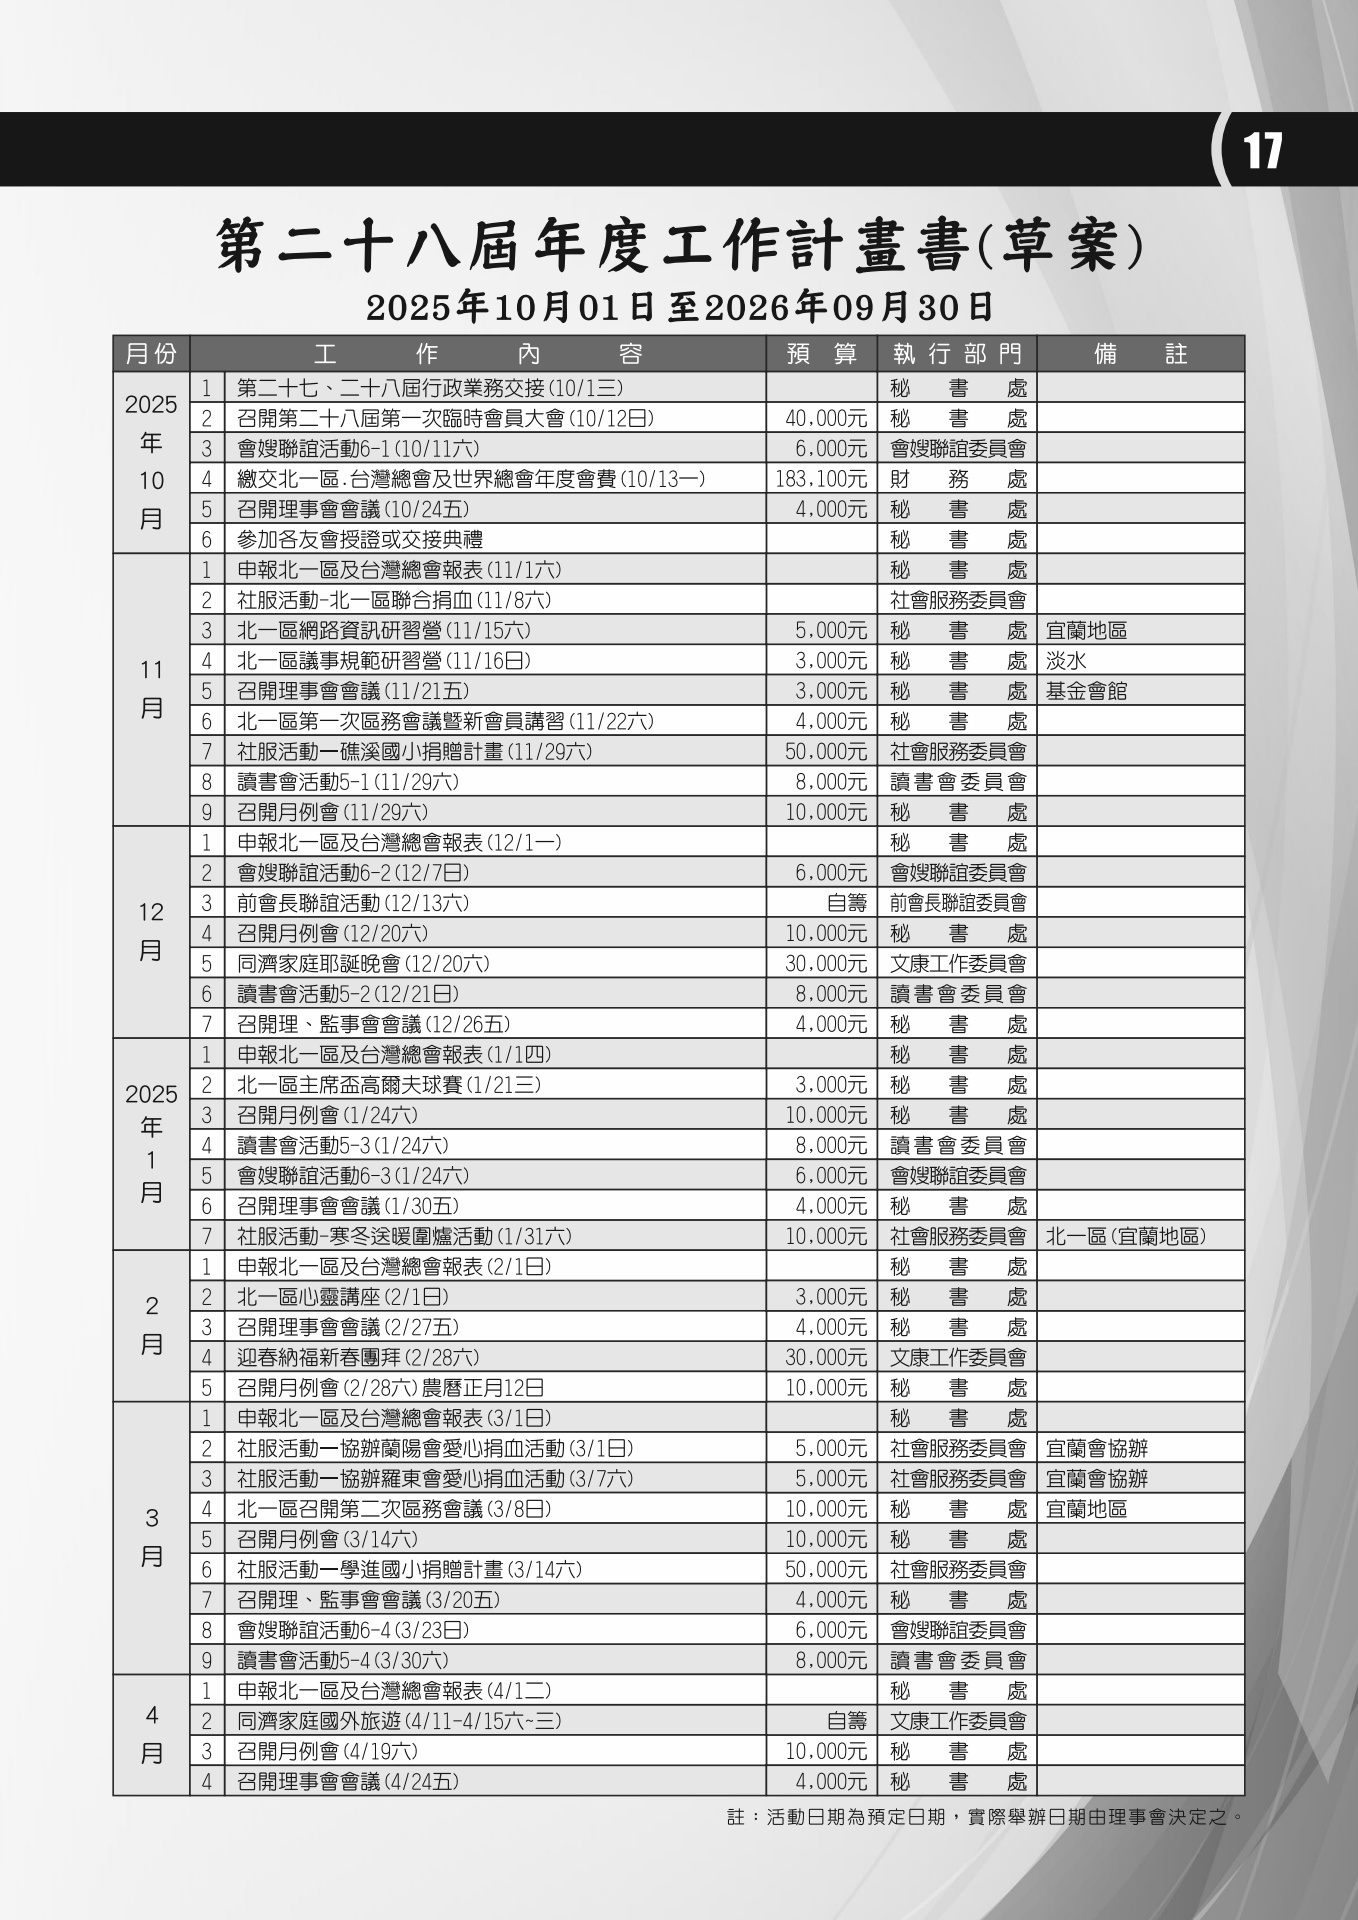 17
第二十八屆年度工作計畫書(草案)
2025年10月01日至2026年09月30日
月份 工作內容 預算 執行部門 備註
2025年10月
1 第二十七、二十八屆行政業務交接(10/1三) 秘書處
2 召開第二十八屆第一次臨時會員大會(10/12日) 40,000元 秘書處
3 會嫂聯誼活動6-1(10/11六) 6,000元 會嫂聯誼委員會
4 繳交北一區.台灣總會及世界總會年度會費(10/13一) 183,100元 財務處
5 召開理事會會議(10/24五) 4,000元 秘書處
6 參加各友會授證或交接典禮 秘書處
11月
1 申報北一區及台灣總會報表(11/1六) 秘書處
2 社服活動-北一區聯合捐血(11/8六) 社會服務委員會
3 北一區網路資訊研習營(11/15六) 5,000元 秘書處 宜蘭地區
4 北一區議事規範研習營(11/16日) 3,000元 秘書處 淡水
5 召開理事會會議(11/21五) 3,000元 秘書處 基金會館
6 北一區第一次區務會議暨新會員講習(11/22六) 4,000元 秘書處
7 社服活動一礁溪國小捐贈計畫(11/29六) 50,000元 社會服務委員會
8 讀書會活動5-1(11/29六) 8,000元 讀書會委員會
9 召開月例會(11/29六) 10,000元 秘書處
12月
1 申報北一區及台灣總會報表(12/1一) 秘書處
2 會嫂聯誼活動6-2(12/7日) 6,000元 會嫂聯誼委員會
3 前會長聯誼活動(12/13六) 自籌 前會長聯誼委員會
4 召開月例會(12/20六) 10,000元 秘書處
5 同濟家庭耶誕晚會(12/20六) 30,000元 文康工作委員會
6 讀書會活動5-2(12/21日) 8,000元 讀書會委員會
7 召開理、監事會會議(12/26五) 4,000元 秘書處
2025年1月
1 申報北一區及台灣總會報表(1/1四) 秘書處
2 北一區主席盃高爾夫球賽(1/21三) 3,000元 秘書處
3 召開月例會(1/24六) 10,000元 秘書處
4 讀書會活動5-3(1/24六) 8,000元 讀書會委員會
5 會嫂聯誼活動6-3(1/24六) 6,000元 會嫂聯誼委員會
6 召開理事會會議(1/30五) 4,000元 秘書處
7 社服活動-寒冬送暖圍爐活動(1/31六) 10,000元 社會服務委員會 北一區(宜蘭地區)
2月
1 申報北一區及台灣總會報表(2/1日) 秘書處
2 北一區心靈講座(2/1日) 3,000元 秘書處
3 召開理事會會議(2/27五) 4,000元 秘書處
4 迎春納福新春團拜(2/28六) 30,000元 文康工作委員會
5 召開月例會(2/28六)農曆正月12日 10,000元 秘書處
3月
1 申報北一區及台灣總會報表(3/1日) 秘書處
2 社服活動一協辦蘭陽會愛心捐血活動(3/1日) 5,000元 社會服務委員會 宜蘭會協辦
3 社服活動一協辦羅東會愛心捐血活動(3/7六) 5,000元 社會服務委員會 宜蘭會協辦
4 北一區召開第二次區務會議(3/8日) 10,000元 秘書處 宜蘭地區
5 召開月例會(3/14六) 10,000元 秘書處
6 社服活動一學進國小捐贈計畫(3/14六) 50,000元 社會服務委員會
7 召開理、監事會會議(3/20五) 4,000元 秘書處
8 會嫂聯誼活動6-4(3/23日) 6,000元 會嫂聯誼委員會
9 讀書會活動5-4(3/30六) 8,000元 讀書會委員會
4月
1 申報北一區及台灣總會報表(4/1二) 秘書處
2 同濟家庭國外旅遊(4/11-4/15六~三) 自籌 文康工作委員會
3 召開月例會(4/19六) 10,000元 秘書處
4 召開理事會會議(4/24五) 4,000元 秘書處
註：活動日期為預定日期，實際舉辦日期由理事會決定之。